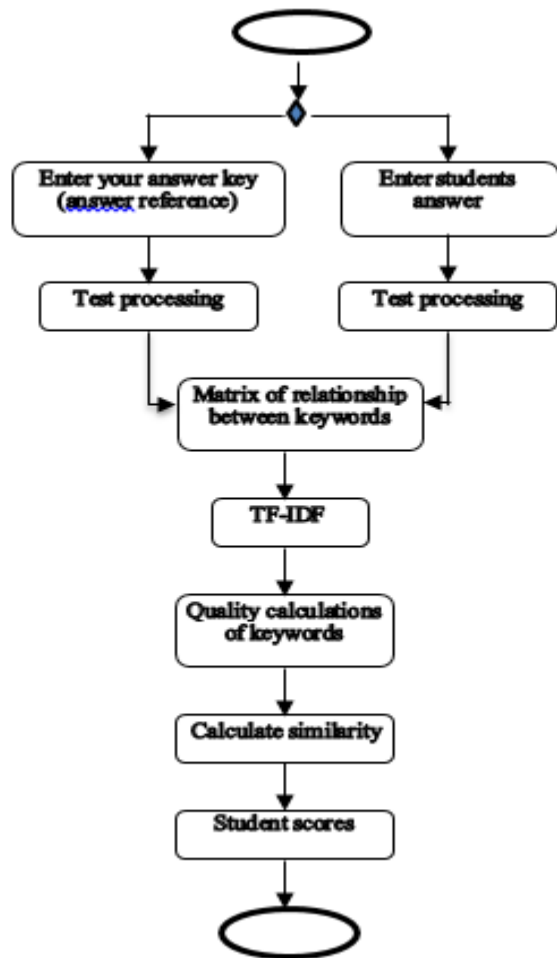 Enter your answer key
(answer reference)
Enter students
answer
Test processing
Test processing
Matrix of relationship
between keywords
TF-IDF
Quality calculations
of keywords
Calculate similarity
Student scores